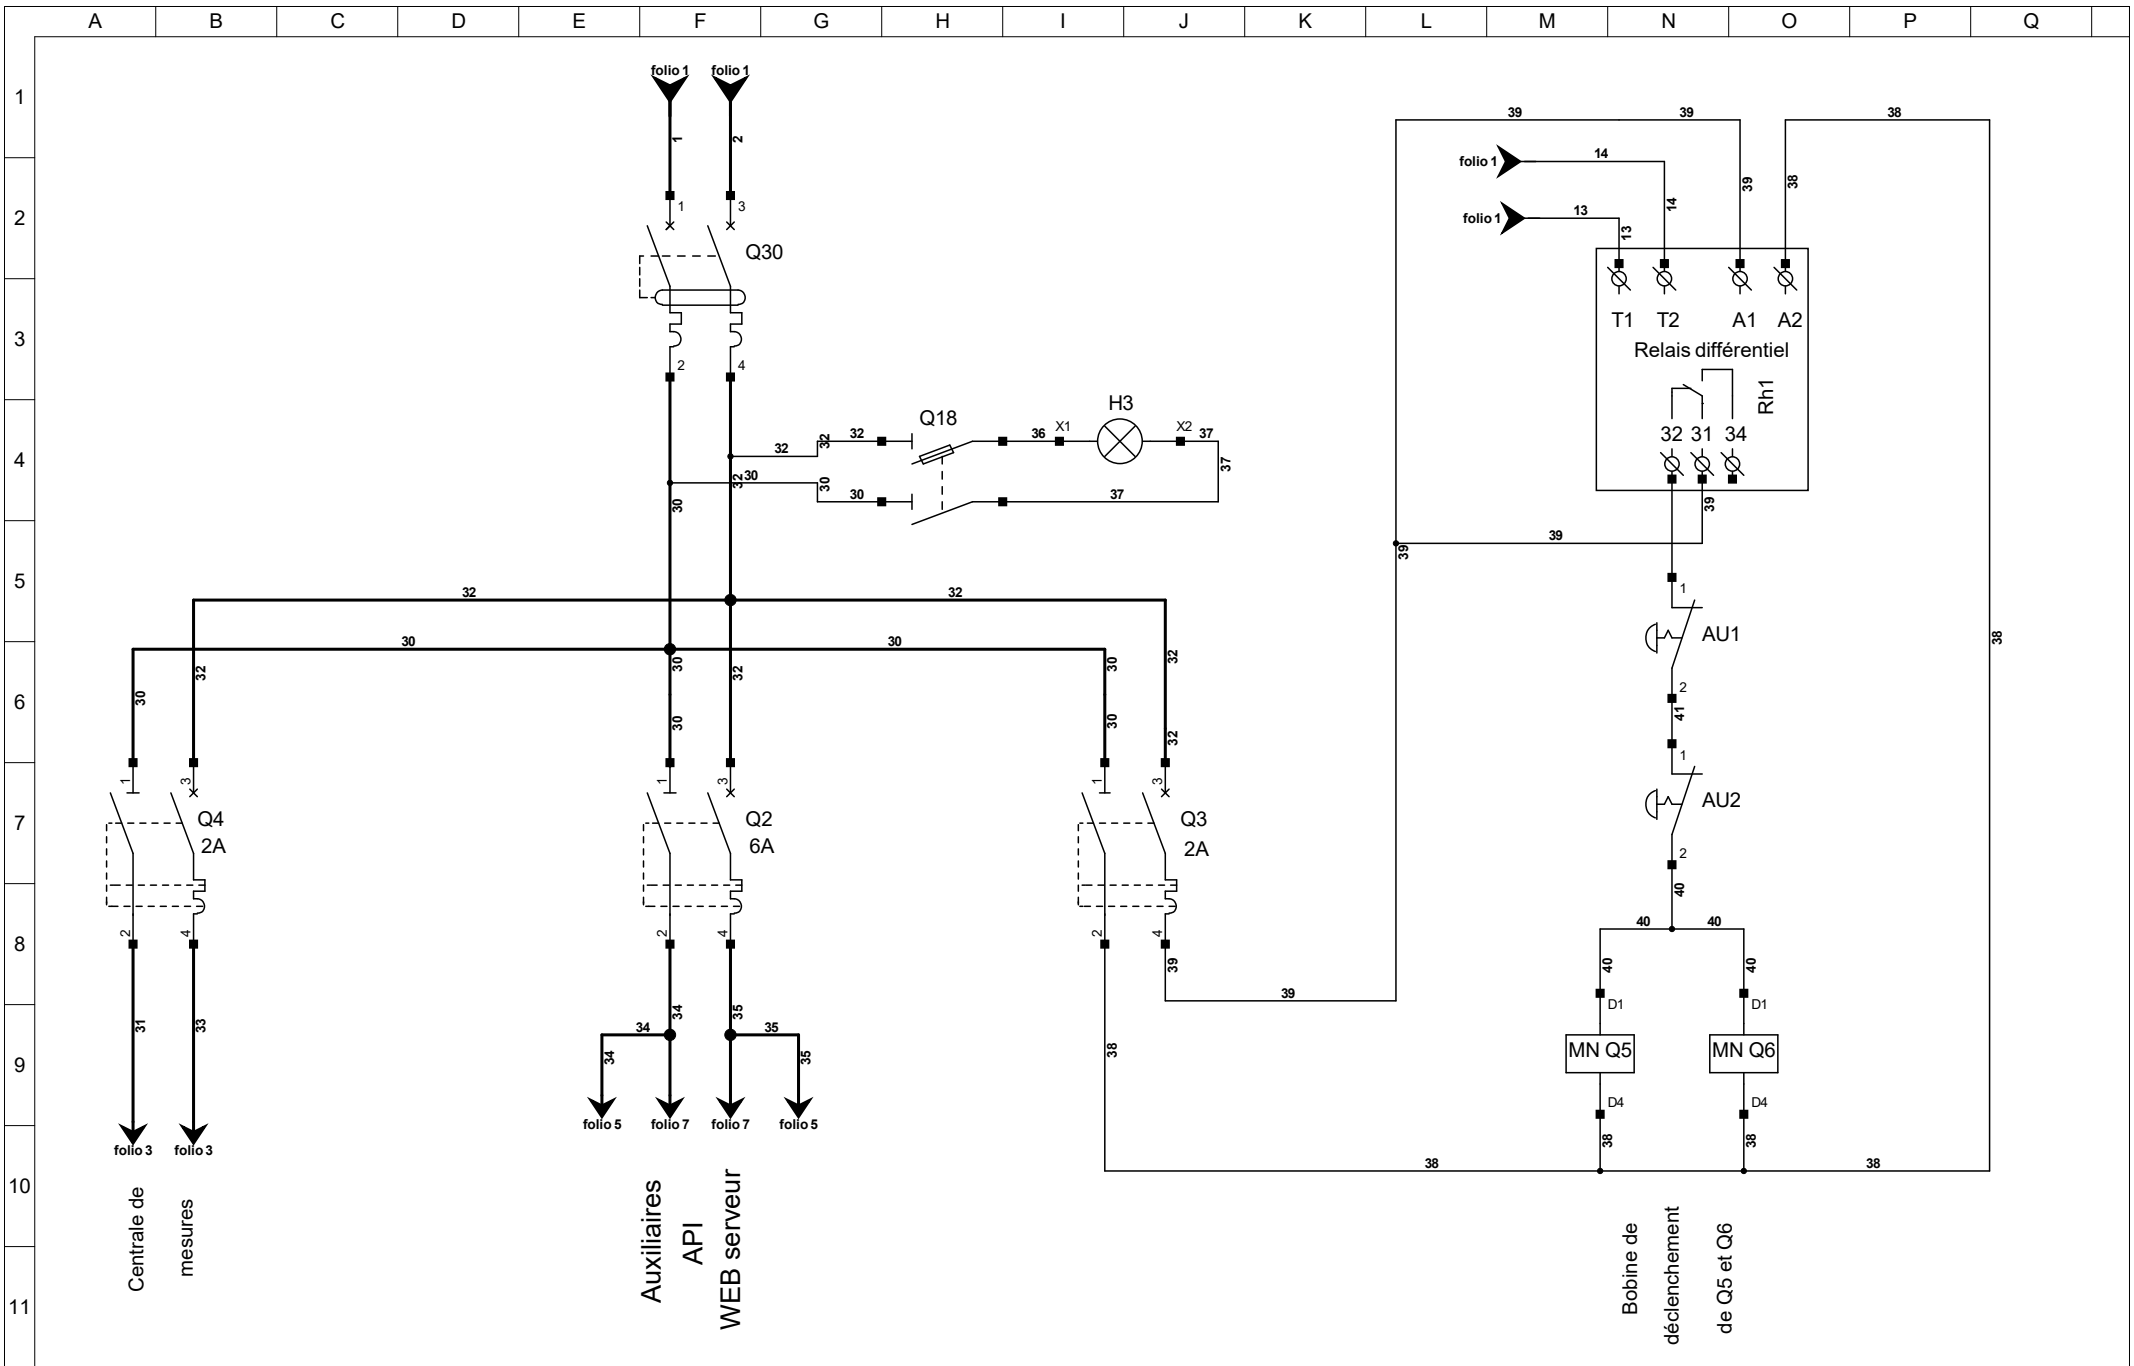 A B C D E F G H I J K L M N O P Q
folio 1 folio 1
1
39 39 38
1 2
folio 1 14
39 38
2
1 3
folio 1 13
14
13
Q30
T1 T2 A1 A2
3
Relais différentiel
2 4
Rh1
H3
Q18
32 32 32 36 X1 X2 37
32 31 34
4
32 30 30 30 37 37
30
39
39 39
5
1
32 32
AU1
30 30
30 32 30 32 30 32
38
2
6
41
30 30 32
1
1 3 1 3 1 3
AU2
7
Q4 Q2 Q3
2A 6A 2A
2
40
40 40
8
2 4 2 4 2 4
39
40 40
39
D1 D1
31 33 34 35
34 35
34 35
38
9
MN Q5 MN Q6
D4 D4
folio 5 folio 7 folio 7 folio 5
38 38
folio 3 folio 3
38 38
10
Centrale de
mesures
Auxiliaires
API
WEB serveur
Bobine de
déclenchement
de Q5 et Q6
11